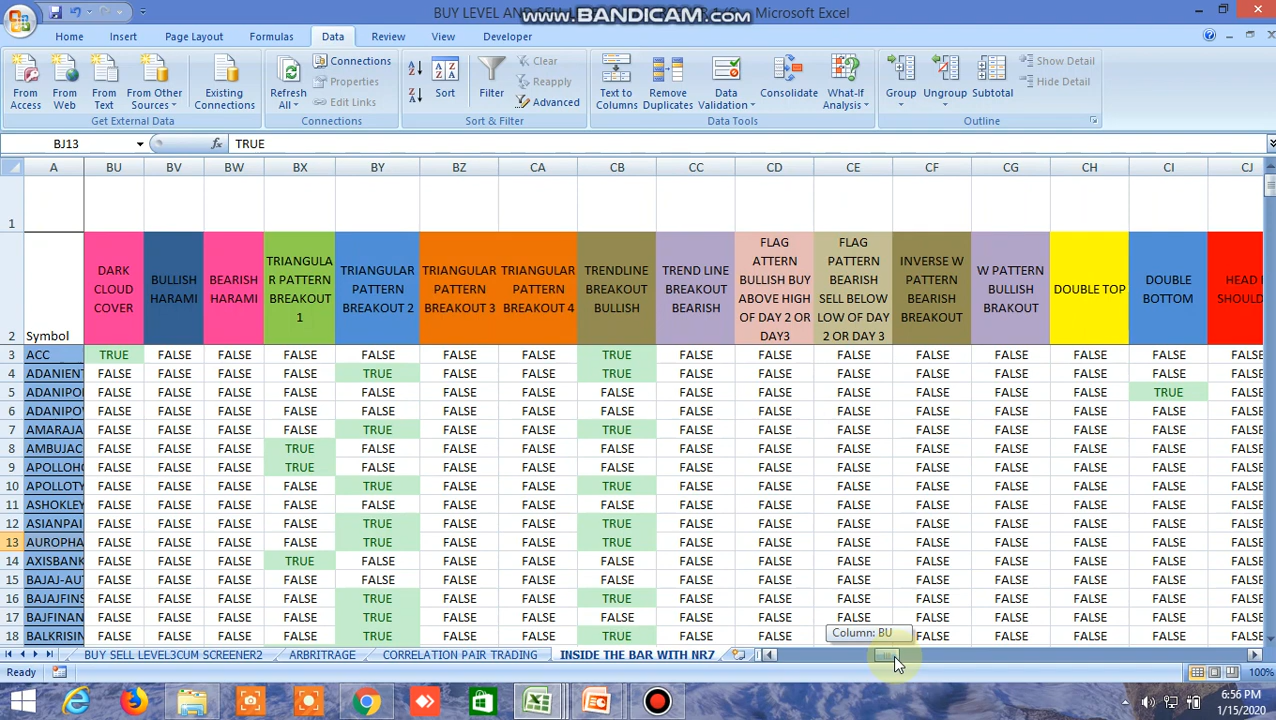 BUY LEVEL AND
www.BANDICAM.com
- Microsoft Excel
Home Insert Page Layout Formulas Data Review View Developer
From Access
From Web
From Text
From Other Sources
Existing Connections
Get External Data
Refresh All
Connections
Properties
Edit Links
Connections
Sort
Filter
Clear
Reapply
Advanced
Sort & Filter
Text to Columns
Remove Duplicates
Data Validation
Consolidate
What-If Analysis
Data Tools
Group
Ungroup
Subtotal
Show Detail
Hide Detail
Outline
BJ13 fx TRUE
A BU BV BW BX BY BZ CA CB CC CD CE CF CG CH CI CJ
1
2 Symbol
DARK CLOUD COVER
BULLISH HARAMI
BEARISH HARAMI
TRIANGULA R PATTERN BREAKOUT 1
TRIANGULAR PATTERN BREAKOUT 2
TRIANGULAR PATTERN BREAKOUT 3
TRIANGULAR PATTERN BREAKOUT 4
TRENDLINE BREAKOUT BULLISH
TREND LINE BREAKOUT BEARISH
FLAG ATTERN BULLISH BUY ABOVE HIGH OF DAY 2 OR DAY3
FLAG PATTERN BEARISH SELL BELOW LOW OF DAY 2 OR DAY 3
INVERSE W PATTERN BEARISH BREAKOUT
W PATTERN BULLISH BRAKOUT
DOUBLE TOP
DOUBLE BOTTOM
HEAD
SHOUL
3 ACC TRUE FALSE FALSE FALSE FALSE FALSE FALSE TRUE FALSE FALSE FALSE FALSE FALSE FALSE FALSE FALSE
4 ADANIENT FALSE FALSE FALSE FALSE TRUE FALSE FALSE TRUE FALSE FALSE FALSE FALSE FALSE FALSE FALSE FALSE
5 ADANIPO FALSE FALSE FALSE FALSE FALSE FALSE FALSE FALSE FALSE FALSE FALSE FALSE FALSE FALSE TRUE FALSE
6 ADANIPO FALSE FALSE FALSE FALSE FALSE FALSE FALSE FALSE FALSE FALSE FALSE FALSE FALSE FALSE FALSE FALSE
7 AMARAJA FALSE FALSE FALSE FALSE TRUE FALSE FALSE TRUE FALSE FALSE FALSE FALSE FALSE FALSE FALSE FALSE
8 AMBUJAC FALSE FALSE FALSE TRUE FALSE FALSE FALSE FALSE FALSE FALSE FALSE FALSE FALSE FALSE FALSE FALSE
9 APOLLOHO FALSE FALSE FALSE TRUE FALSE FALSE FALSE FALSE FALSE FALSE FALSE FALSE FALSE FALSE FALSE FALSE
10 APOLLOTY FALSE FALSE FALSE FALSE TRUE FALSE FALSE TRUE FALSE FALSE FALSE FALSE FALSE FALSE FALSE FALSE
11 ASHOKLEY FALSE FALSE FALSE FALSE FALSE FALSE FALSE FALSE FALSE FALSE FALSE FALSE FALSE FALSE FALSE FALSE
12 ASIANPAI FALSE FALSE FALSE FALSE TRUE FALSE FALSE TRUE FALSE FALSE FALSE FALSE FALSE FALSE FALSE FALSE
13 AUROPHA FALSE FALSE FALSE FALSE TRUE FALSE FALSE TRUE FALSE FALSE FALSE FALSE FALSE FALSE FALSE FALSE
14 AXISBANK FALSE FALSE FALSE TRUE FALSE FALSE FALSE FALSE FALSE FALSE FALSE FALSE FALSE FALSE FALSE FALSE
15 BAJAJ-AU FALSE FALSE FALSE FALSE FALSE FALSE FALSE FALSE FALSE FALSE FALSE FALSE FALSE FALSE FALSE FALSE
16 BAJAJFINS FALSE FALSE FALSE FALSE TRUE FALSE FALSE TRUE FALSE FALSE FALSE FALSE FALSE FALSE FALSE FALSE
17 BAJFINAN FALSE FALSE FALSE FALSE TRUE FALSE FALSE FALSE FALSE FALSE FALSE FALSE FALSE FALSE FALSE FALSE
18 BALKRISIN FALSE FALSE FALSE FALSE TRUE FALSE FALSE TRUE FALSE FALSE FALSE FALSE FALSE FALSE FALSE FALSE
Column: BU
BUY SELL LEVEL3CUM SCREENER2 ARBRITRAGE CORRELATION PAIR TRADING INSIDE THE BAR WITH NR7
Ready 100%
6:56 PM
1/15/2020